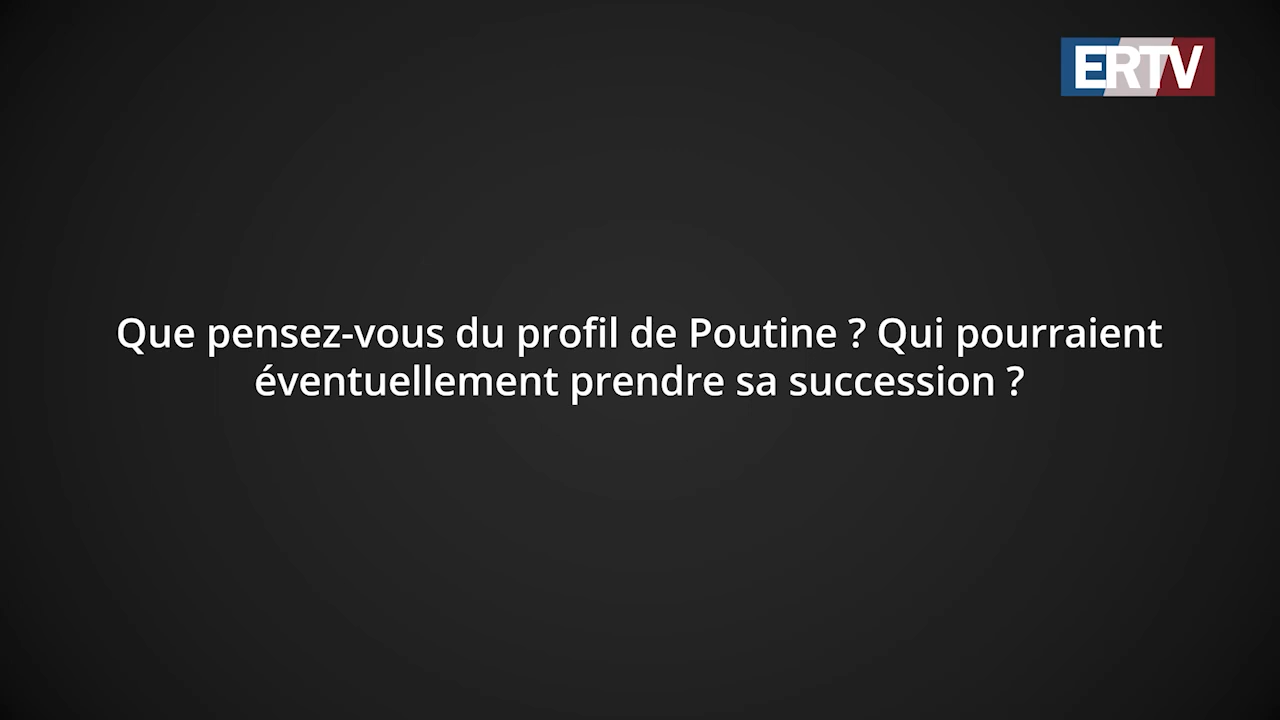 ERTV
Que pensez-vous du profil de Poutine ? Qui pourraient
éventuellement prendre sa succession ?